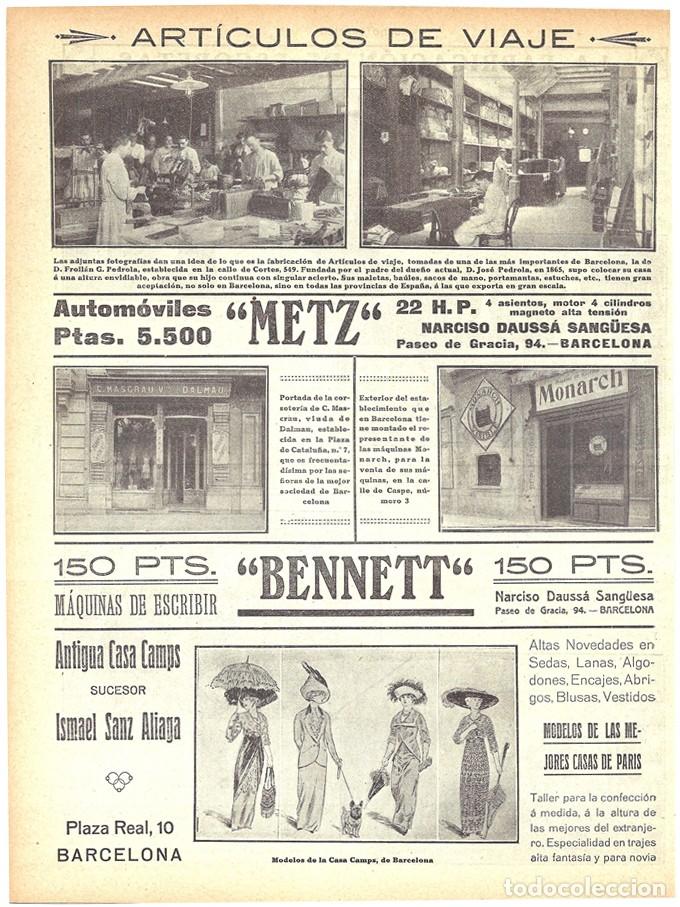 ARTÍCULOS DE VIAJE
Las adjuntas fotografías dan una idea de lo que es la fabricación de Artículos de viaje, tomadas de una de las más importantes de Barcelona, la do
D. Froilán G. Pedrola, establecida en la calle de Cortes, 549. Fundada por el padre del dueño actual, D. José Pedrola, en 1865, supo colocar su casa
á una altura envidiable, obra que su hijo continua con singular acierto. Sus maletas, baúles, sacos de mano, portamantas, estuches, etc., tienen gran
aceptación, no solo en Barcelona, sino en todas las provincias de España, á las que exporta en gran escala.
Automóviles
Ptas. 5.500
"METZ"
22 H. P. 4 asientos, motor 4 cilindros
magneto alta tensión
NARCISO DAUSSÁ SANGÜESA
Paseo de Gracia, 94.—BARCELONA
C. MASGRAU Vda DALMAU
Portada de la cor-
setería de C. Mas-
crau, viuda de
Dalman, estable-
cida en la Plaza
de Cataluña, n.º 7,
que es frecuenta-
dísima por las se-
ñoras de la mejor
sociedad de Bar-
celona
Exterior del esta-
blecimiento que
en Barcelona tie-
ne montado el re-
presentante de
las máquinas Mo-
narch, para la
venta de sus má-
quinas, en la ca-
lle de Caspe, nú-
mero 3
MONARCH
Monarch
150 PTS.
MÁQUINAS DE ESCRIBIR
"BENNETT"
150 PTS.
Narciso Daussá Sangüesa
Paseo de Gracia, 94. — BARCELONA
Antigua Casa Camps
SUCESOR
Ismael Sanz Aliaga
Plaza Real, 10
BARCELONA
Modelos de la Casa Camps, de Barcelona
Altas Novedades en
Sedas, Lanas, Algo-
dones, Encajes, Abri-
gos, Blusas, Vestidos
MODELOS DE LAS ME-
JORES CASAS DE PARIS
Taller para la confección
á medida, á la altura de
las mejores del extranje-
ro. Especialidad en trajes
alta fantasía y para novia
todocoleccion.net